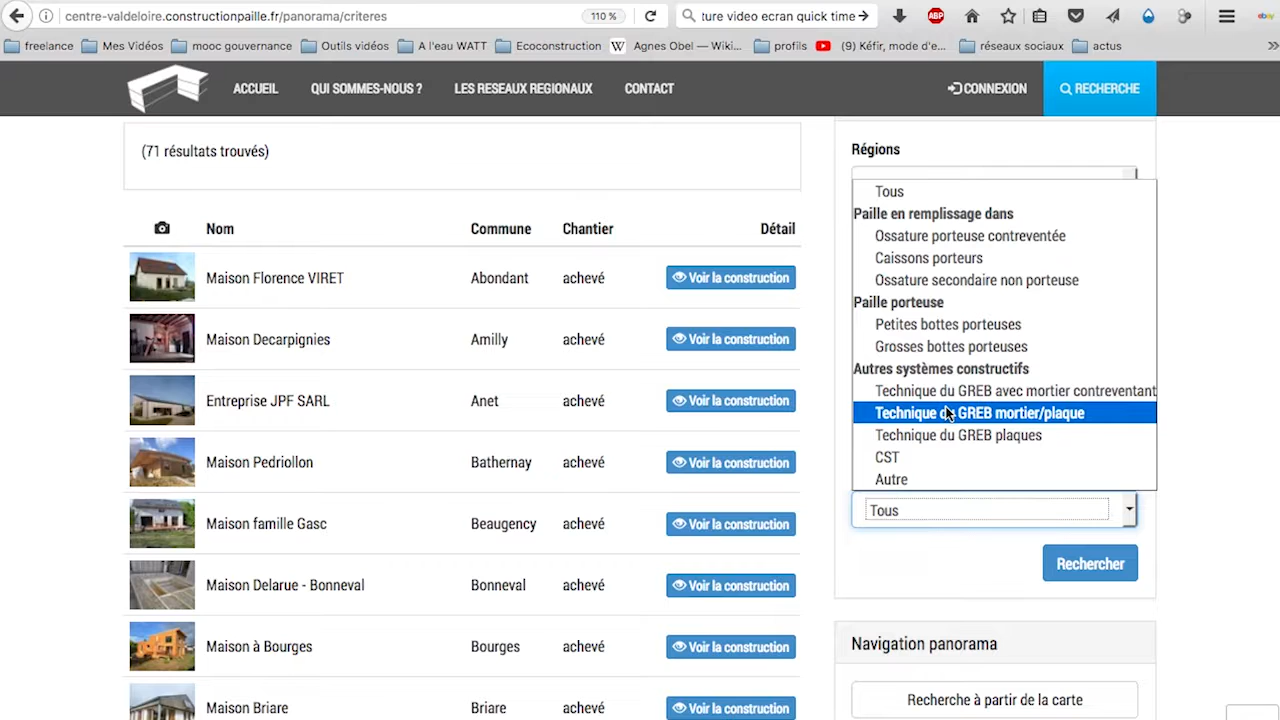 centre-valdeloire.constructionpaille.fr/panorama/criteres
110 %
ture video ecran quick time
ABP
ebay
freelance
Mes Vidéos
mooc gouvernance
Outils vidéos
A l'eau WATT
Ecoconstruction
W Agnes Obel — Wiki...
profils
(9) Kéfir, mode d'e...
réseaux sociaux
actus
ACCUEIL
QUI SOMMES-NOUS ?
LES RESEAUX REGIONAUX
CONTACT
CONNEXION
RECHERCHE
(71 résultats trouvés)
Nom Commune Chantier Détail
Maison Florence VIRET Abondant achevé Voir la construction
Maison Decarpignies Amilly achevé Voir la construction
Entreprise JPF SARL Anet achevé Voir la construction
Maison Pedriollon Bathernay achevé Voir la construction
Maison famille Gasc Beaugency achevé Voir la construction
Maison Delarue - Bonneval Bonneval achevé Voir la construction
Maison à Bourges Bourges achevé Voir la construction
Maison Briare Briare achevé Voir la construction
Régions
Tous
Paille en remplissage dans
Ossature porteuse contreventée
Caissons porteurs
Ossature secondaire non porteuse
Paille porteuse
Petites bottes porteuses
Grosses bottes porteuses
Autres systèmes constructifs
Technique du GREB avec mortier contreventant
Technique du GREB mortier/plaque
Technique du GREB plaques
CST
Autre
Tous
Rechercher
Navigation panorama
Recherche à partir de la carte